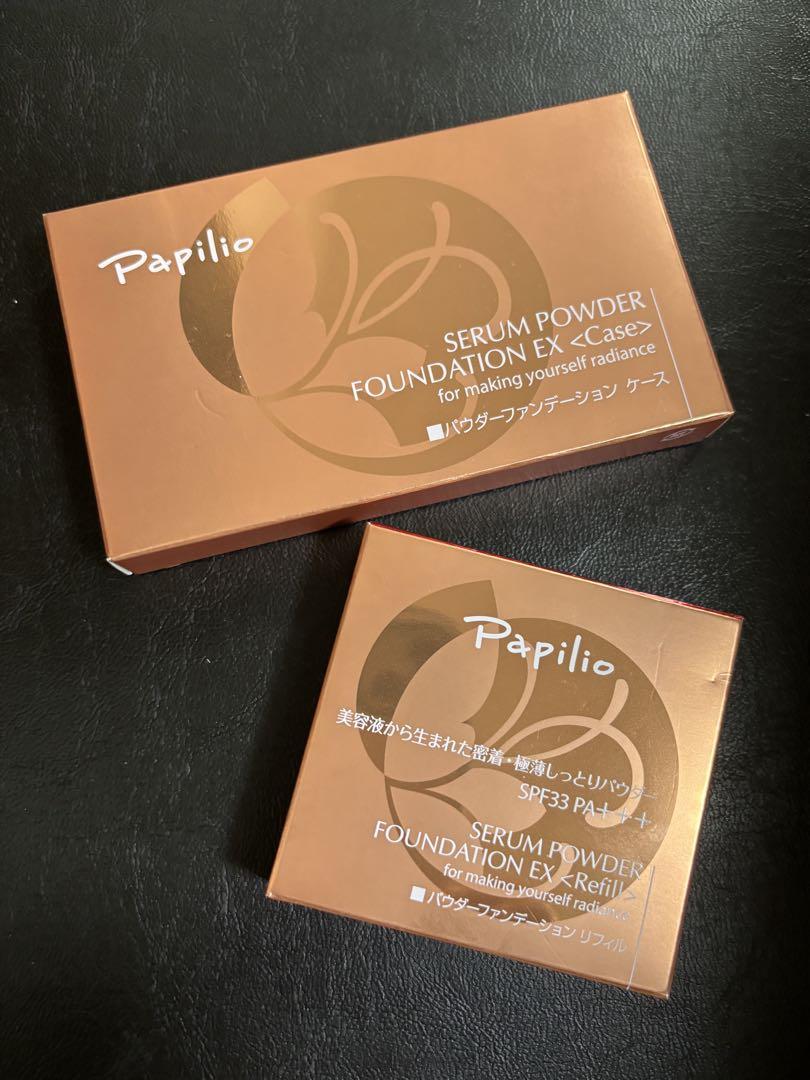 Papilio
SERUM POWDER
FOUNDATION EX <Case>
for making yourself radiance
■パウダーファンデーション ケース
Papilio
美容液から生まれた密着・極薄しっとりパウダー
SPF33 PA+++
SERUM POWDER
FOUNDATION EX <Refill>
for making yourself radiance
■パウダーファンデーション リフィル